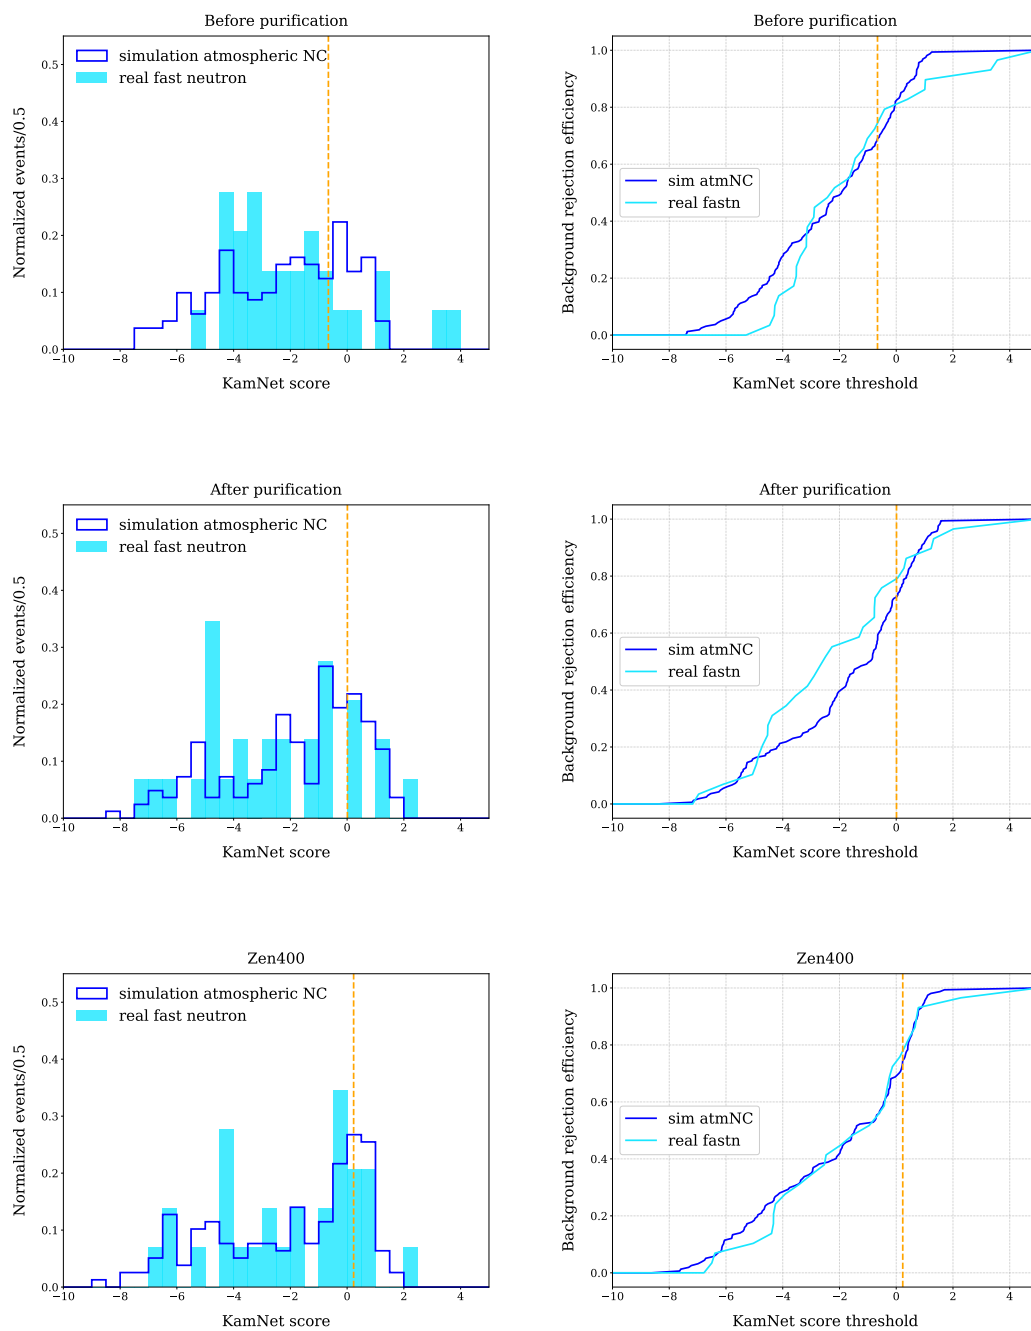 Before purification
Normalized events/0.5
0.5
0.4
0.3
0.2
0.1
0.0
simulation atmospheric NC
real fast neutron
−10 −8 −6 −4 −2 0 2 4
KamNet score
Before purification
Background rejection efficiency
1.0
0.8
0.6
0.4
0.2
0.0
sim atmNC
real fastn
−10 −8 −6 −4 −2 0 2 4
KamNet score threshold
After purification
Normalized events/0.5
0.5
0.4
0.3
0.2
0.1
0.0
simulation atmospheric NC
real fast neutron
−10 −8 −6 −4 −2 0 2 4
KamNet score
After purification
Background rejection efficiency
1.0
0.8
0.6
0.4
0.2
0.0
sim atmNC
real fastn
−10 −8 −6 −4 −2 0 2 4
KamNet score threshold
Zen400
Normalized events/0.5
0.5
0.4
0.3
0.2
0.1
0.0
simulation atmospheric NC
real fast neutron
−10 −8 −6 −4 −2 0 2 4
KamNet score
Zen400
Background rejection efficiency
1.0
0.8
0.6
0.4
0.2
0.0
sim atmNC
real fastn
−10 −8 −6 −4 −2 0 2 4
KamNet score threshold